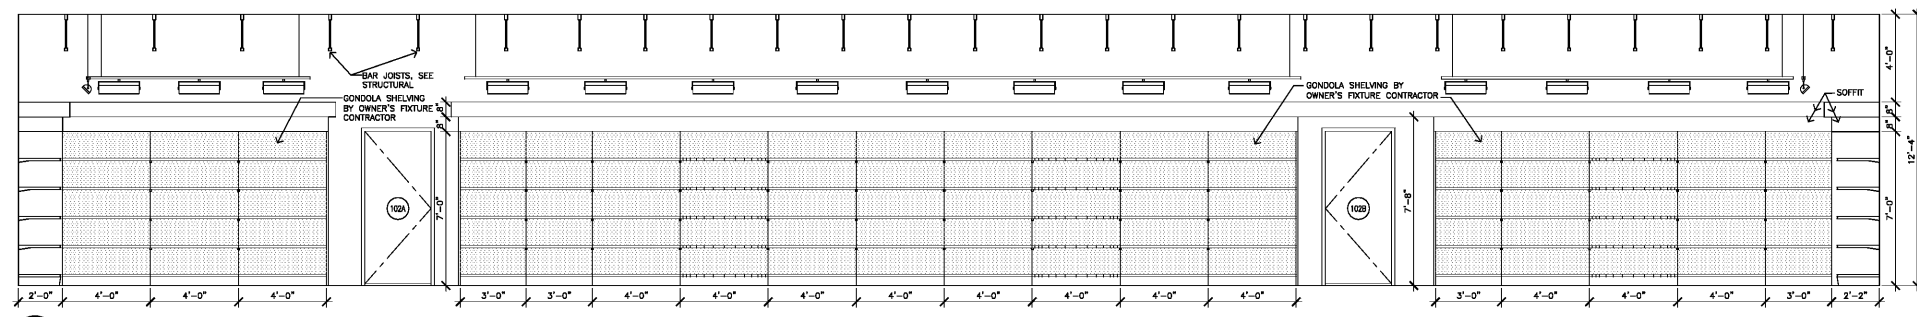 BAR JOISTS, SEE
STRUCTURAL
GONDOLA SHELVING
BY OWNER'S FIXTURE
CONTRACTOR
8"
8"
7'-0"
102A
GONDOLA SHELVING BY
OWNER'S FIXTURE CONTRACTOR
102B
7'-8"
SOFFIT
4'-0"
8"
8"
7'-0"
12'-4"
2'-0" 4'-0" 4'-0" 4'-0" 3'-0" 3'-0" 4'-0" 4'-0" 4'-0" 4'-0" 4'-0" 4'-0" 4'-0" 4'-0" 3'-0" 4'-0" 4'-0" 4'-0" 3'-0" 2'-2"